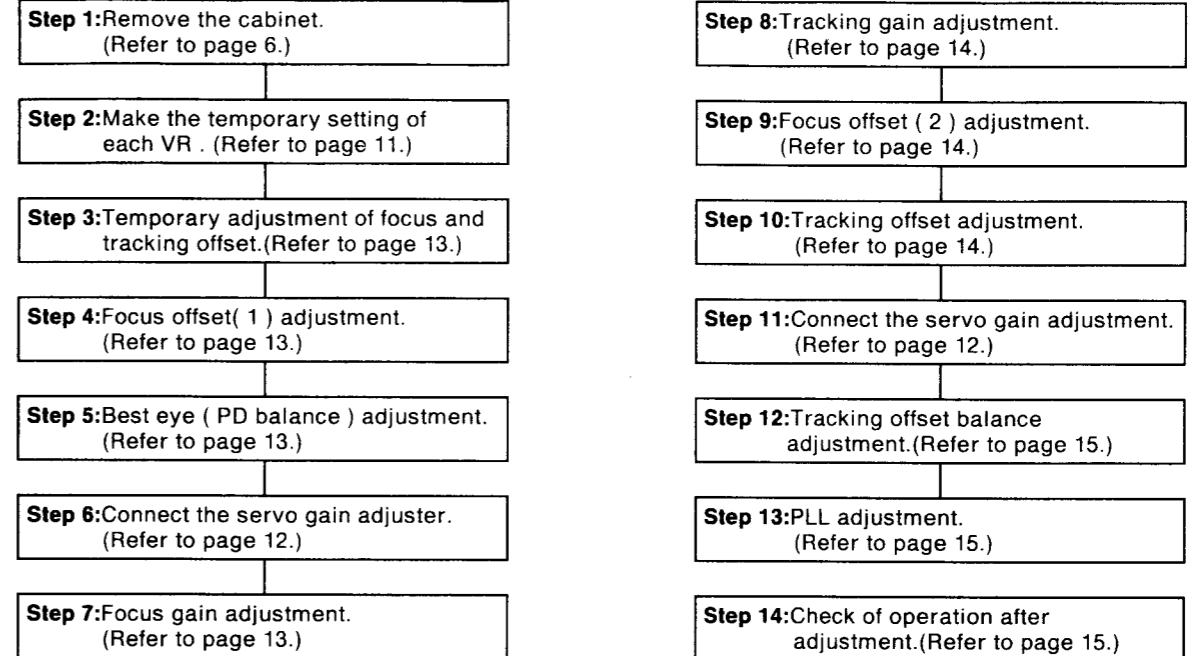 Step 1:Remove the cabinet.
(Refer to page 6.)
Step 2:Make the temporary setting of
each VR . (Refer to page 11.)
Step 3:Temporary adjustment of focus and
tracking offset.(Refer to page 13.)
Step 4:Focus offset( 1 ) adjustment.
(Refer to page 13.)
Step 5:Best eye ( PD balance ) adjustment.
(Refer to page 13.)
Step 6:Connect the servo gain adjuster.
(Refer to page 12.)
Step 7:Focus gain adjustment.
(Refer to page 13.)
Step 8:Tracking gain adjustment.
(Refer to page 14.)
Step 9:Focus offset ( 2 ) adjustment.
(Refer to page 14.)
Step 10:Tracking offset adjustment.
(Refer to page 14.)
Step 11:Connect the servo gain adjustment.
(Refer to page 12.)
Step 12:Tracking offset balance
adjustment.(Refer to page 15.)
Step 13:PLL adjustment.
(Refer to page 15.)
Step 14:Check of operation after
adjustment.(Refer to page 15.)